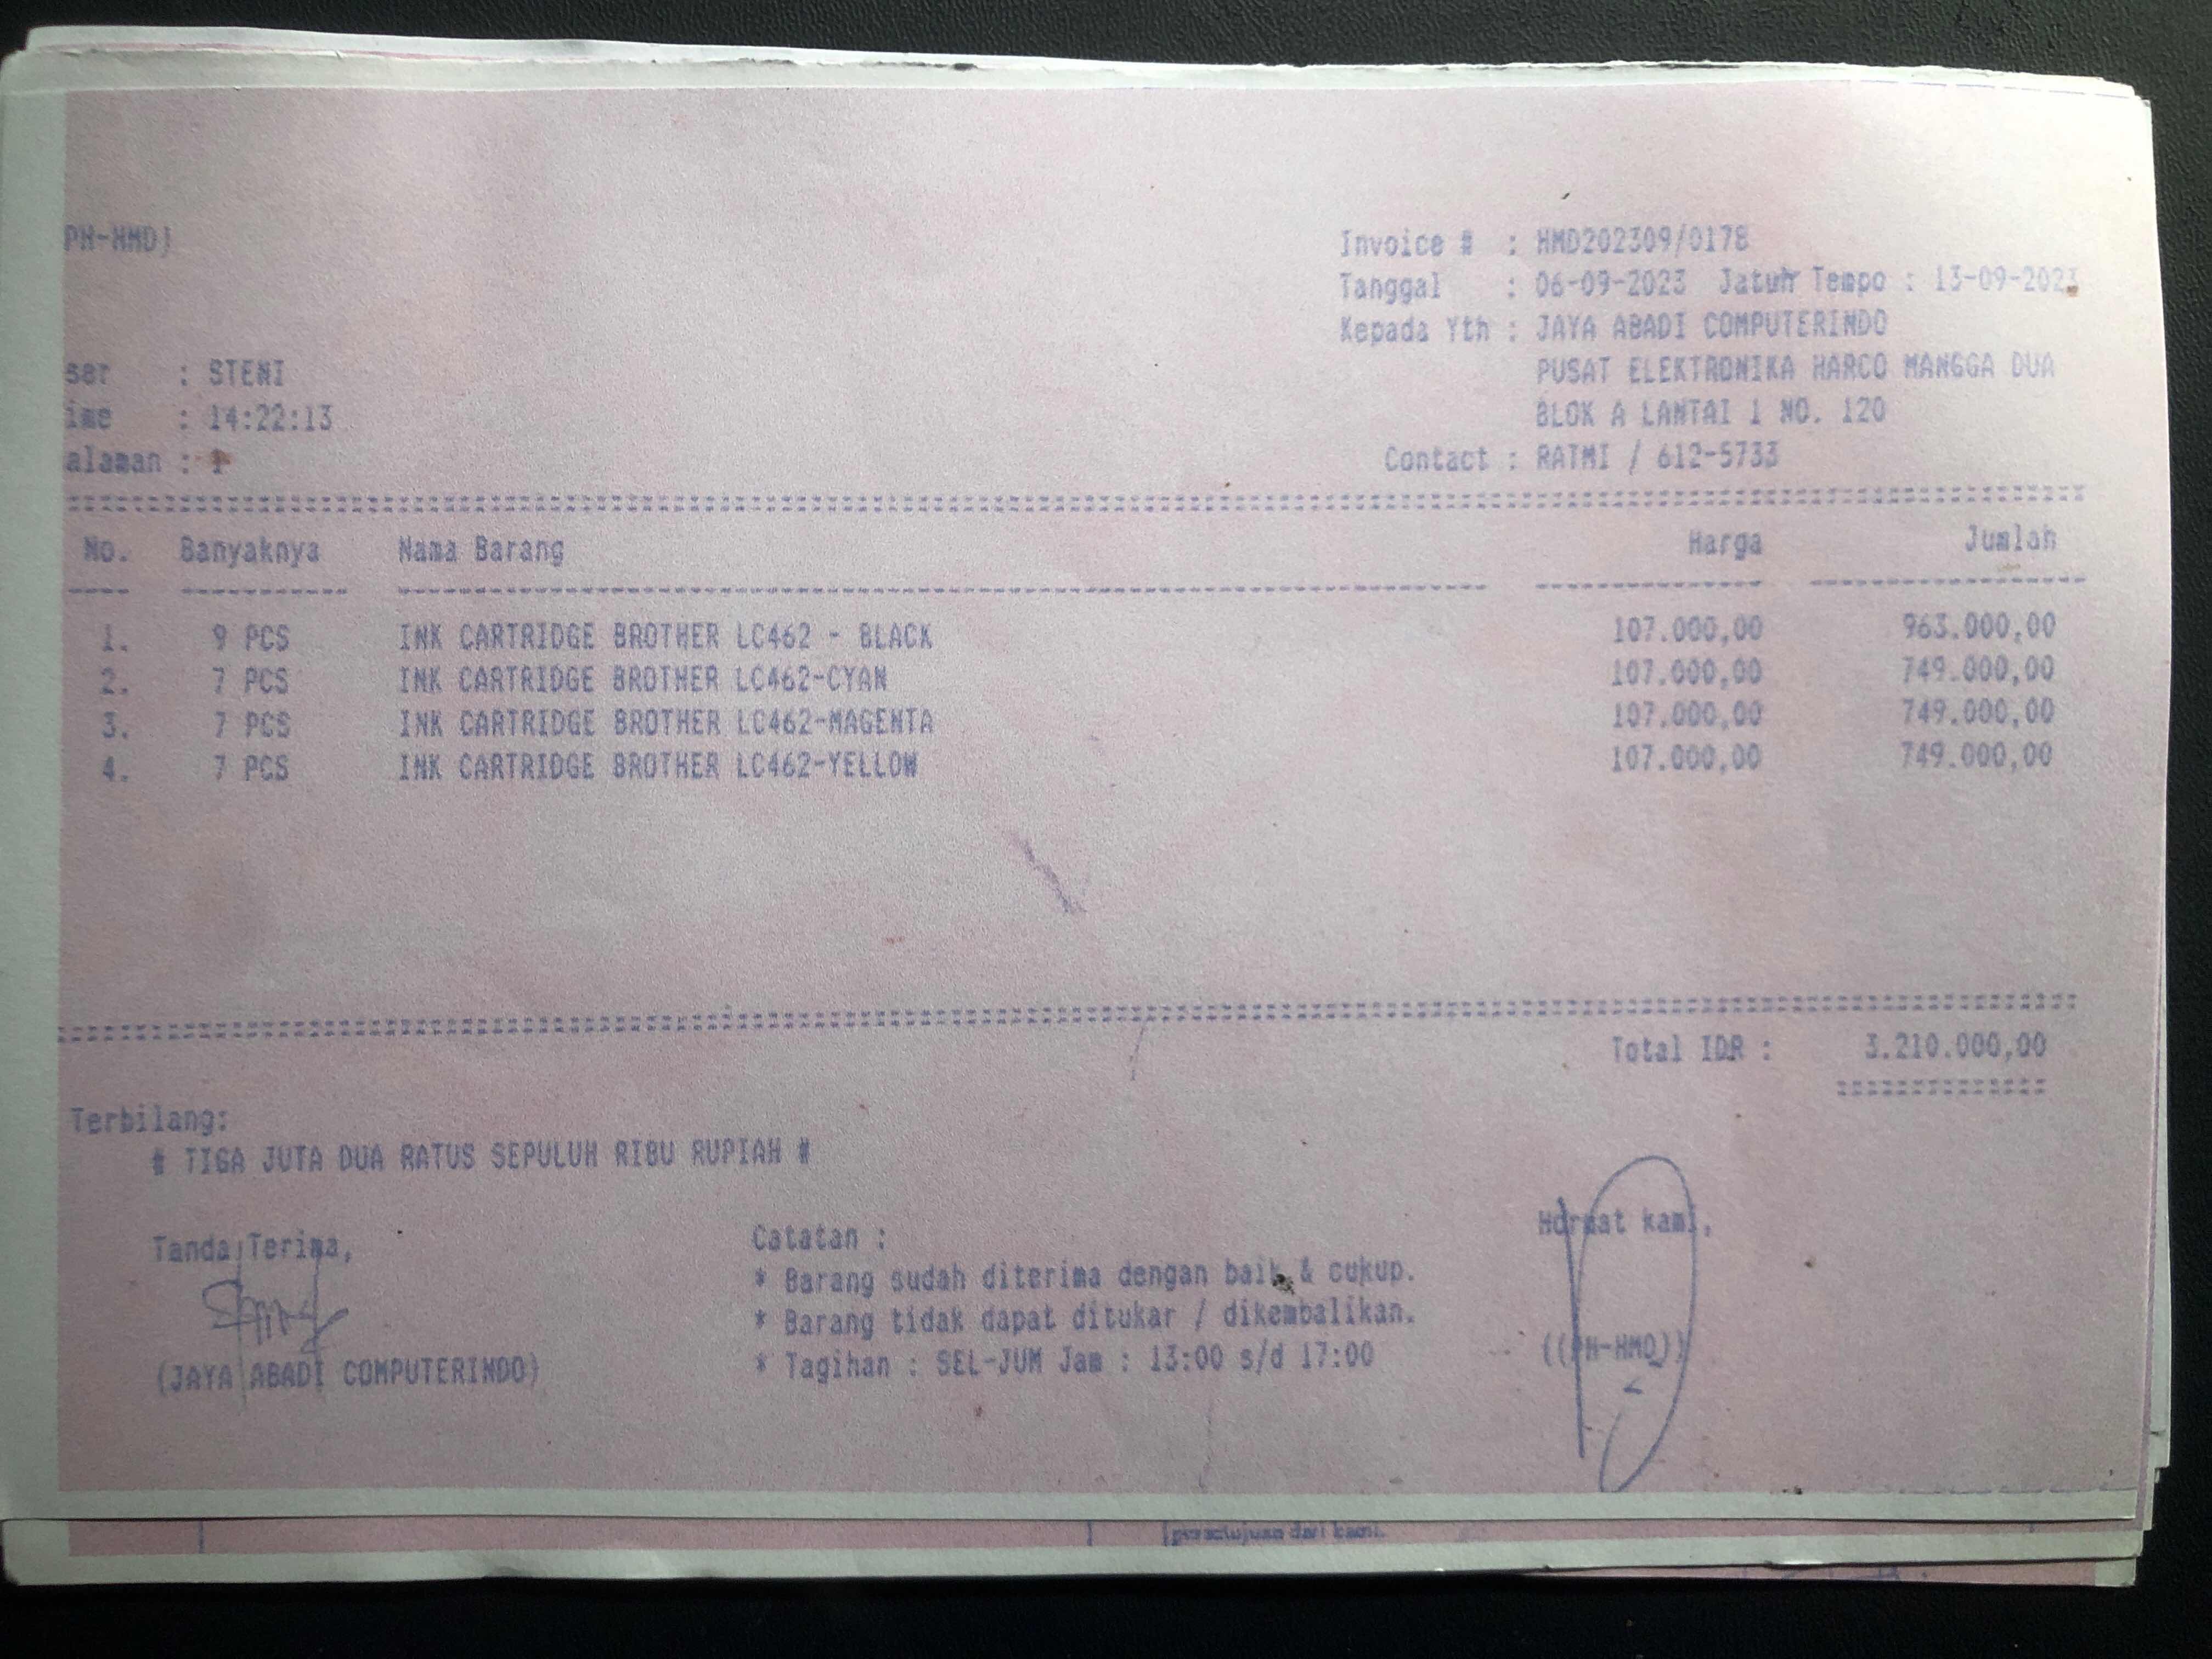 PH-HMD)
Invoice # : HMD202309/0178
Tanggal : 06-09-2023 Jatuh Tempo : 13-09-2023
Kepada Yth : JAYA ABADI COMPUTERINDO
ser : STENI
PUSAT ELEKTRONIKA HARCO MANGGA DUA
ime : 14:22:13
BLOK A LANTAI 1 NO. 120
alaman : 1
Contact : RATMI / 612-5733
No. Banyaknya Nama Barang Harga Jumlah
1. 9 PCS INK CARTRIDGE BROTHER LC462 - BLACK 107.000,00 963.000,00
2. 7 PCS INK CARTRIDGE BROTHER LC462-CYAN 107.000,00 749.000,00
3. 7 PCS INK CARTRIDGE BROTHER LC462-MAGENTA 107.000,00 749.000,00
4. 7 PCS INK CARTRIDGE BROTHER LC462-YELLOW 107.000,00 749.000,00
Total IDR : 3.210.000,00
Terbilang:
# TIGA JUTA DUA RATUS SEPULUH RIBU RUPIAH #
Tanda Terima,
(JAYA ABADI COMPUTERINDO)
Catatan :
* Barang sudah diterima dengan baik & cukup.
* Barang tidak dapat ditukar / dikembalikan.
* Tagihan : SEL-JUM Jam : 13:00 s/d 17:00
Hormat kami,
((PH-HMD))
dari kami.